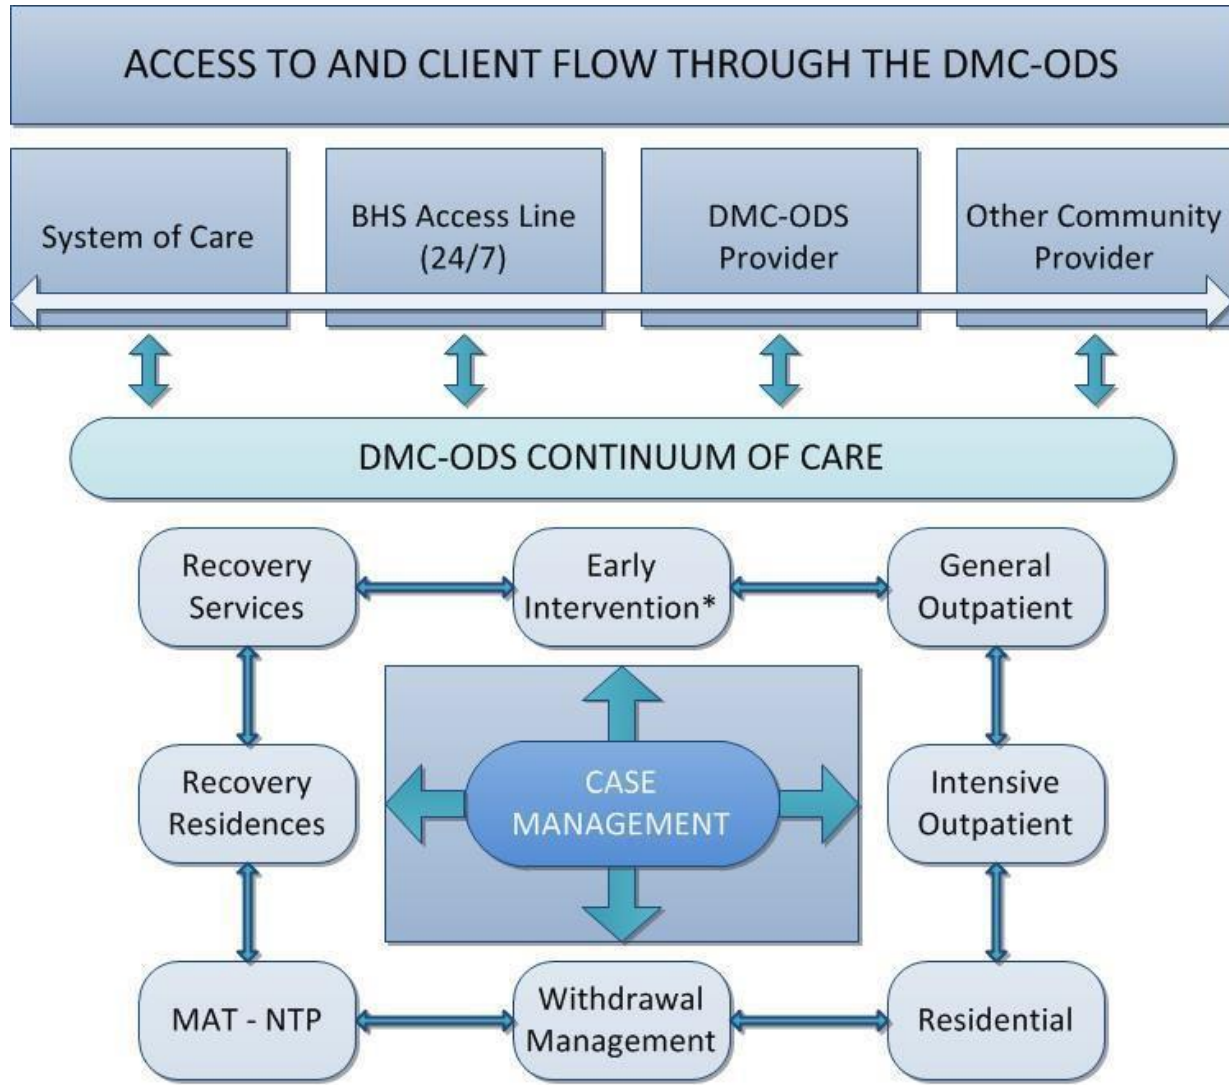 ACCESS TO AND CLIENT FLOW THROUGH THE DMC-ODS
System of Care
BHS Access Line
(24/7)
DMC-ODS
Provider
Other Community
Provider
DMC-ODS CONTINUUM OF CARE
Recovery
Services
Early
Intervention*
General
Outpatient
Recovery
Residences
CASE
MANAGEMENT
Intensive
Outpatient
MAT - NTP
Withdrawal
Management
Residential